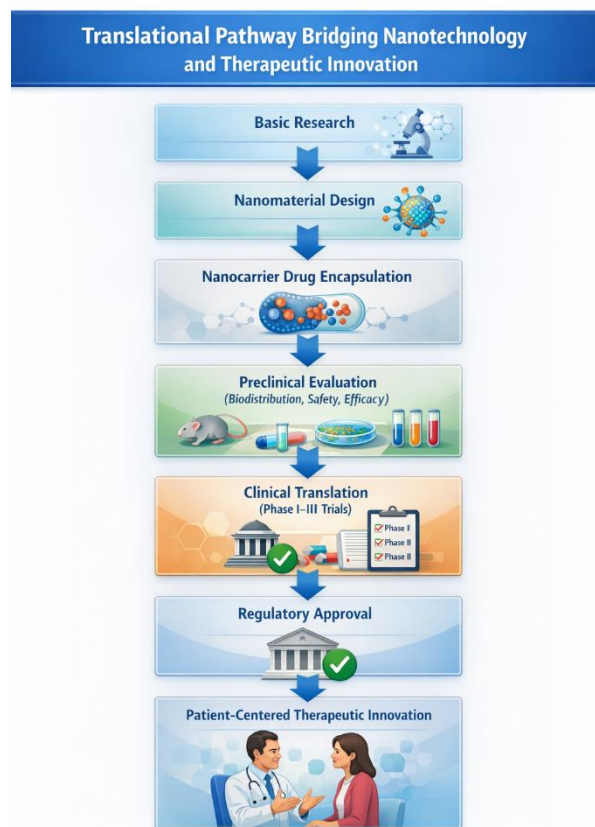 Translational Pathway Bridging Nanotechnology
and Therapeutic Innovation
Basic Research
Nanomaterial Design
Nanocarrier Drug Encapsulation
Preclinical Evaluation
(Biodistribution, Safety, Efficacy)
Clinical Translation
(Phase I–III Trials)
Phase I
Phase II
Phase II
Regulatory Approval
Patient-Centered Therapeutic Innovation